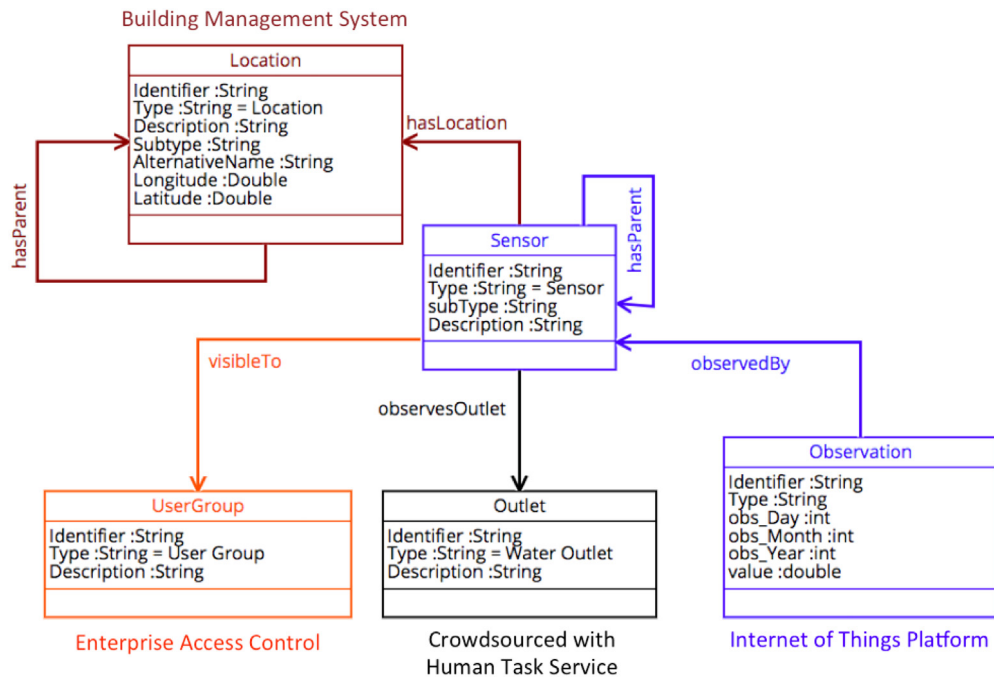 Building Management System
Location
Identifier :String
Type :String = Location
Description :String
Subtype :String
AlternativeName :String
Longitude :Double
Latitude :Double
hasParent
hasLocation
Sensor
Identifier :String
Type :String = Sensor
subType :String
Description :String
hasParent
visibleTo
observesOutlet
observedBy
UserGroup
Identifier :String
Type :String = User Group
Description :String
Enterprise Access Control
Outlet
Identifier :String
Type :String = Water Outlet
Description :String
Crowdsourced with
Human Task Service
Observation
Identifier :String
Type :String
obs_Day :int
obs_Month :int
obs_Year :int
value :double
Internet of Things Platform